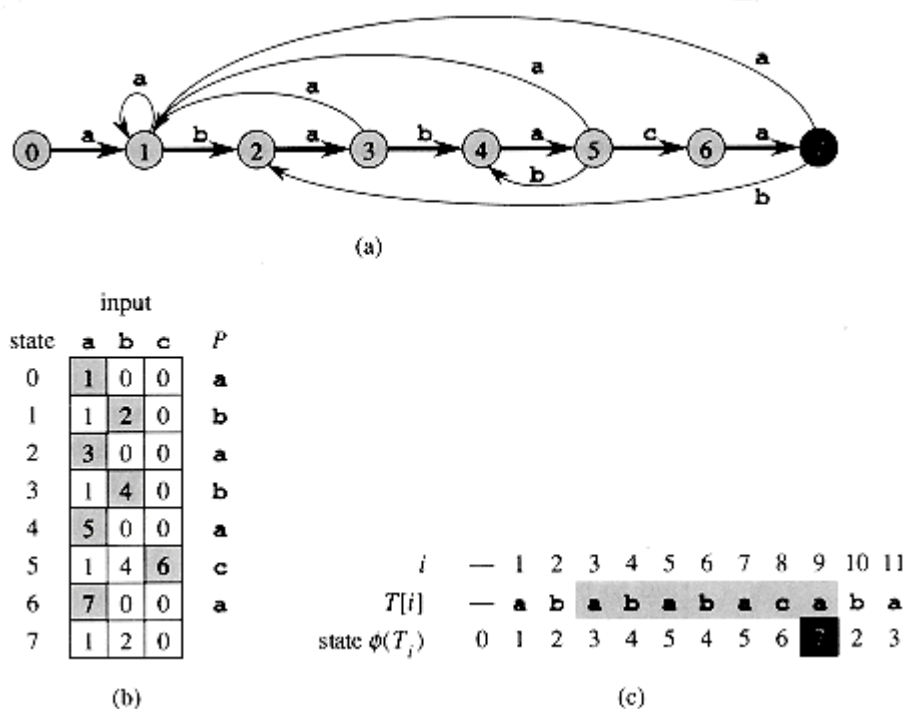 a
a
a
a
0 a 1 b 2 a 3 b 4 a 5 c 6 a
b
b
(a)
input
state a b c P
0 1 0 0 a
1 1 2 0 b
2 3 0 0 a
3 1 4 0 b
4 5 0 0 a
5 1 4 6 c
6 7 0 0 a
7 1 2 0
(b)
i — 1 2 3 4 5 6 7 8 9 10 11
T[i] — a b a b a b a c a b a
state ϕ(Tᵢ) 0 1 2 3 4 5 4 5 6 7 2 3
(c)